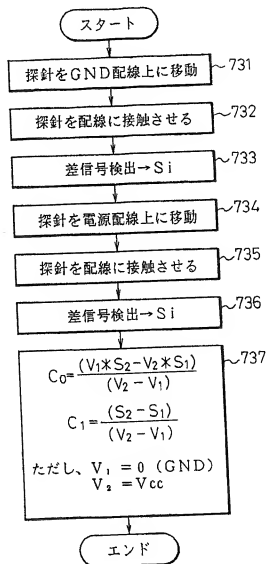 スタート
探針をGND配線上に移動
731
探針を配線に接触させる
732
差信号検出→Si
733
探針を電源配線上に移動
734
探針を配線に接触させる
735
差信号検出→Si
736
C₀=(V₁*S₂-V₂*S₁)/(V₂-V₁)
737
C₁=(S₂-S₁)/(V₂-V₁)
ただし、V₁=0 (GND)
V₂=Vcc
エンド